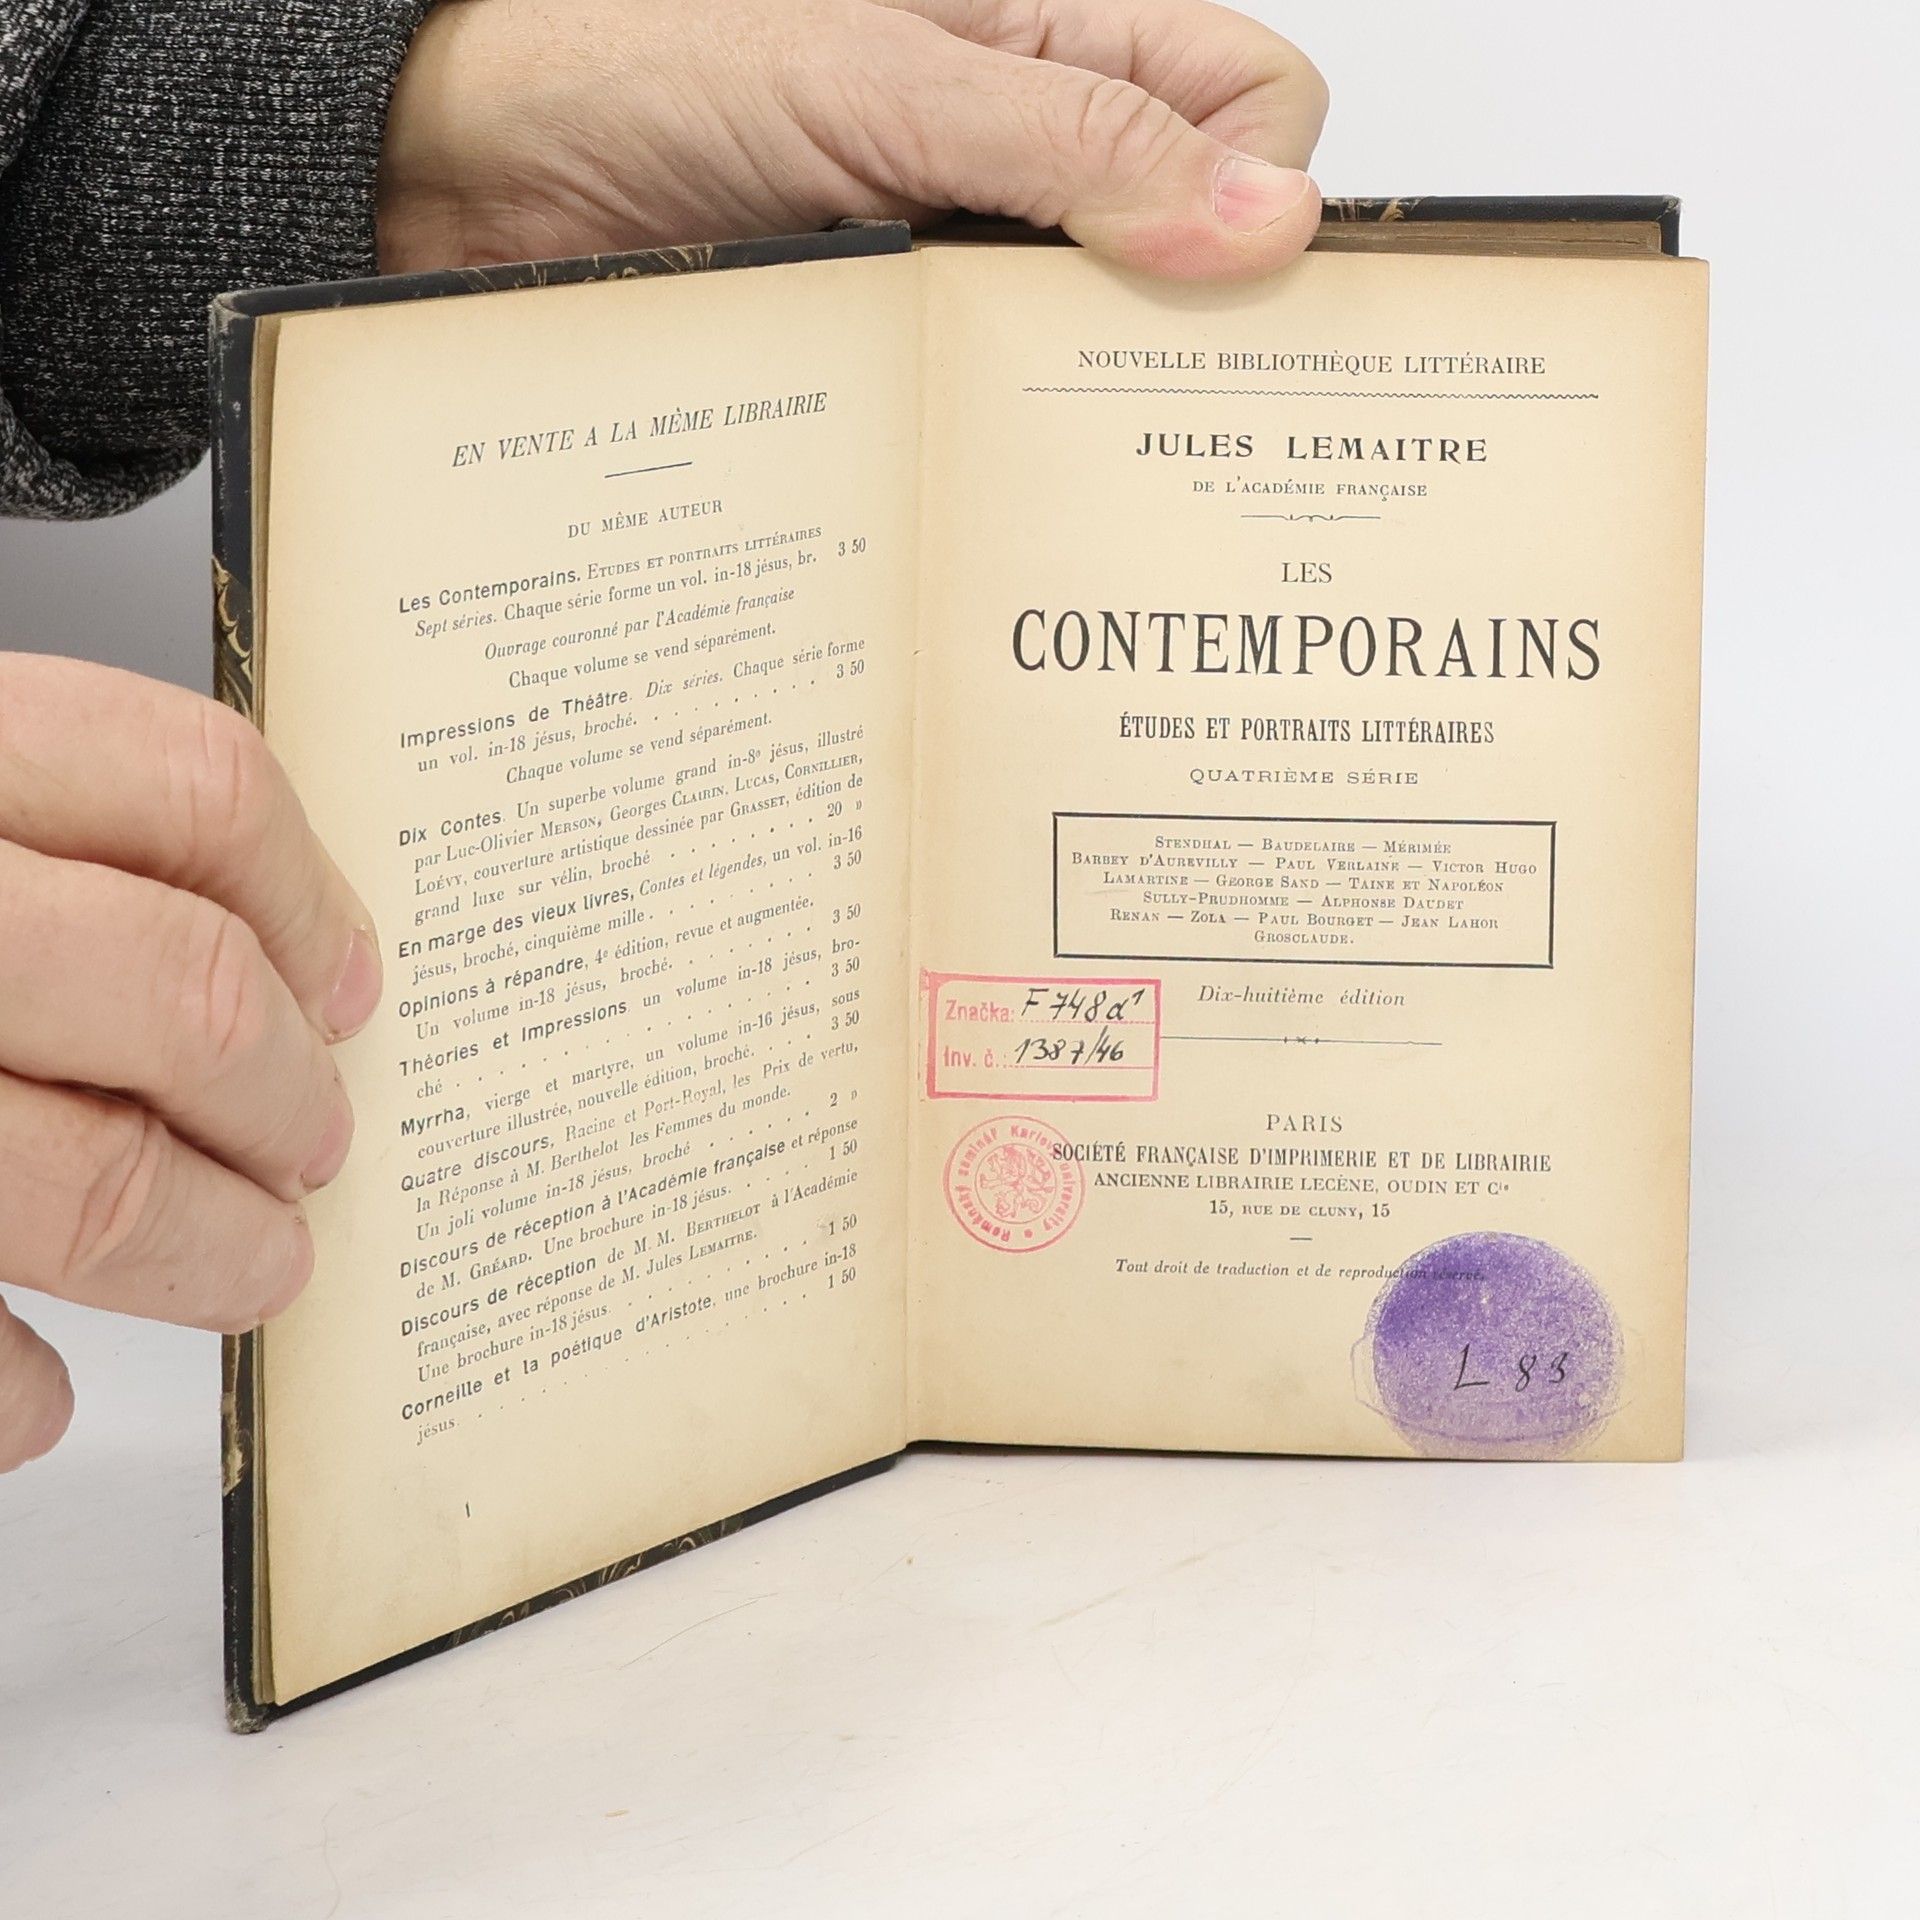 EN VENTE A LA MÊME LIBRAIRIE
DU MÊME AUTEUR
Les Contemporains. ETUDES ET PORTRAITS LITTÉRAIRES
Sept séries. Chaque série forme un vol. in-18 jésus, br. 3 50
Ouvrage couronné par l'Académie française
Chaque volume se vend séparément.
Impressions de Théâtre. Dix séries. Chaque série forme
un vol. in-18 jésus, broché. . . . . . . . . 3 50
Chaque volume se vend séparément.
Dix Contes. Un superbe volume grand in-8º jésus, illustré
par Luc-Olivier MERSON, Georges CLAIRIN, LUCAS, CORNILLIER,
LOÉVY, couverture artistique dessinée par GRASSET, édition de
grand luxe sur vélin, broché . . . . . . . . 20 »
En marge des vieux livres, Contes et légendes, un vol. in-16
jésus, broché, cinquième mille . . . . . . . . 3 50
Opinions à répandre, 4e édition, revue et augmentée.
Un volume in-18 jésus, broché. . . . . . . . 3 50
Théories et Impressions, un volume in-18 jésus, bro-
ché . . . . . . . . . . . . . . . . 3 50
Myrrha, vierge et martyre, un volume in-16 jésus, sous
couverture illustrée, nouvelle édition, broché. . . . 3 50
Quatre discours, Racine et Port-Royal, les Prix de vertu,
la Réponse à M. Berthelot les Femmes du monde.
Un joli volume in-18 jésus, broché . . . . . . 2 »
Discours de réception à l'Académie française et réponse
de M. GRÉARD. Une brochure in-18 jésus. . . . . 1 50
Discours de réception de M. M. BERTHELOT à l'Académie
française, avec réponse de M. Jules LEMAITRE.
Une brochure in-18 jésus. . . . . . . . . . 1 50
Corneille et la poétique d'Aristote, une brochure in-18
jésus. . . . . . . . . . . . . . . . 1 50
1
NOUVELLE BIBLIOTHÈQUE LITTÉRAIRE
JULES LEMAITRE
DE L'ACADÉMIE FRANÇAISE
LES
CONTEMPORAINS
ÉTUDES ET PORTRAITS LITTÉRAIRES
QUATRIÈME SÉRIE
STENDHAL — BAUDELAIRE — MÉRIMÉE
BARBEY D'AUREVILLY — PAUL VERLAINE — VICTOR HUGO
LAMARTINE — GEORGE SAND — TAINE ET NAPOLÉON
SULLY-PRUDHOMME — ALPHONSE DAUDET
RENAN — ZOLA — PAUL BOURGET — JEAN LAHOR
GROSCLAUDE.
Dix-huitième édition
Značka: F 748d1
Inv. č.: 1387/46
Románský seminář Karlovy university
PARIS
SOCIÉTÉ FRANÇAISE D'IMPRIMERIE ET DE LIBRAIRIE
ANCIENNE LIBRAIRIE LECÈNE, OUDIN ET Cie
15, RUE DE CLUNY, 15
Tout droit de traduction et de reproduction réservé.
L 83